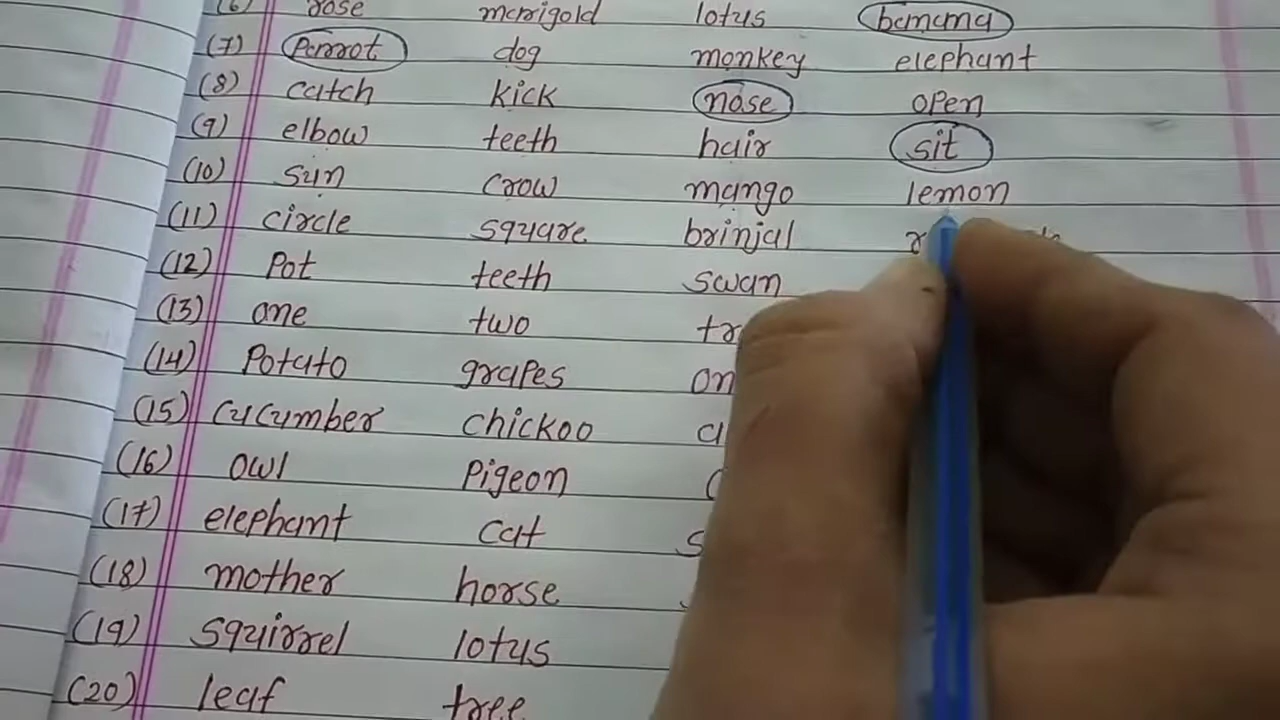 (6) rose marigold lotus banana
(7) Parrot dog monkey elephant
(8) catch kick nose open
(9) elbow teeth hair sit
(10) sun crow mango lemon
(11) circle square brinjal
(12) Pot teeth swan
(13) one two
(14) Potato grapes
(15) cucumber chickoo
(16) owl Pigeon
(17) elephant cat
(18) mother horse
(19) squirrel lotus
(20) leaf tree